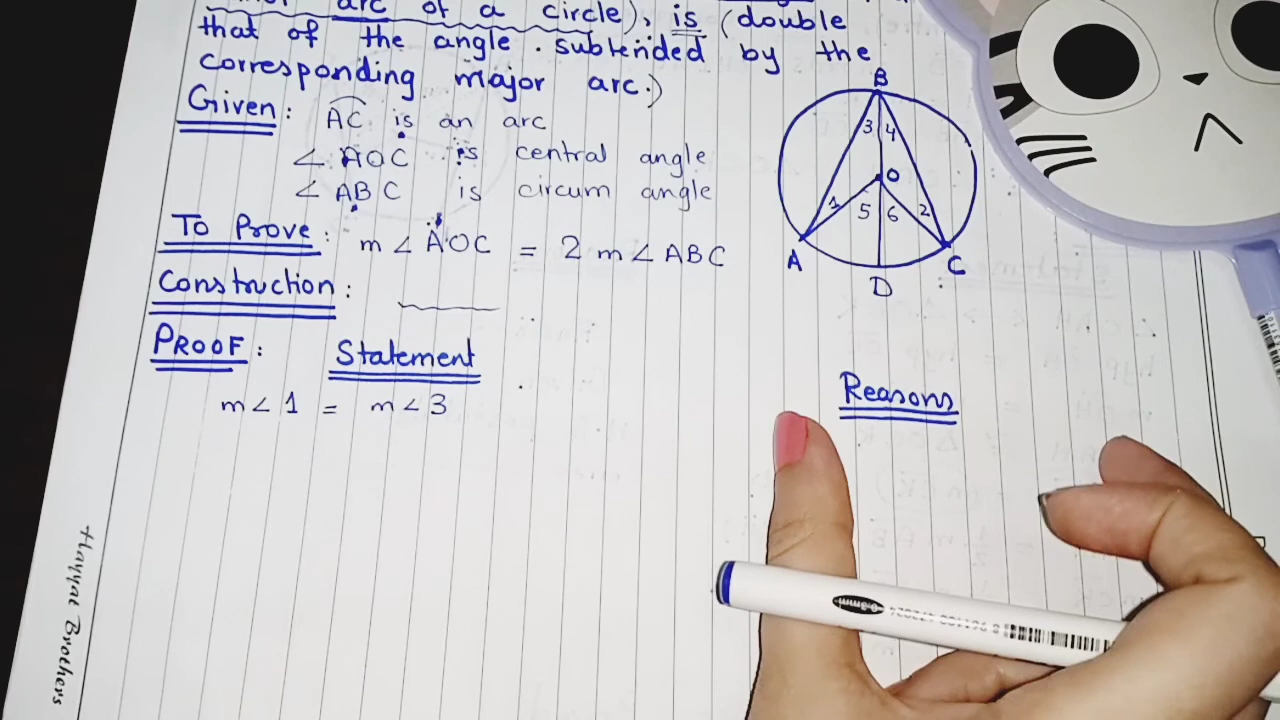 arc of a circle), is (double
that of the angle subtended by the
corresponding major arc.)
Given: AC is an arc
∠ AOC is central angle
∠ ABC is circum angle
To Prove: m∠AOC = 2 m∠ABC
Construction:
PROOF: Statement
Reasons
m∠1 = m∠3
B
3 4
O
1 5 6 2
A C
D
Hayyal Brothers